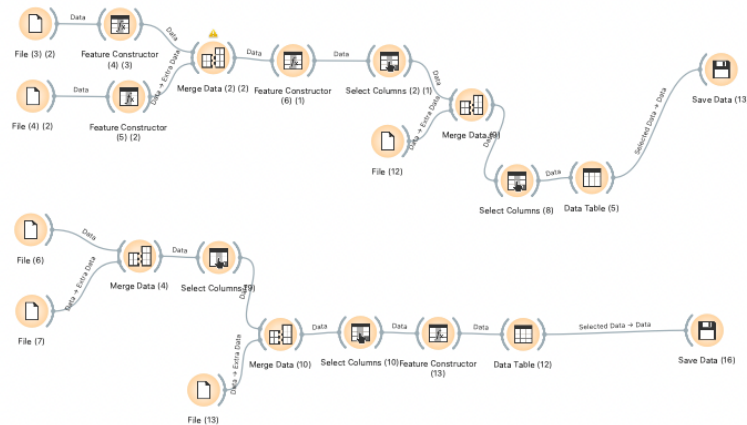 Data
File (3) (2)
Feature Constructor
(4) (3)
Data
Data → Extra Data
Merge Data (2) (2)
Data
Feature Constructor
(6) (1)
Data
Select Columns (2) (1)
Data
Data
File (4) (2)
Feature Constructor
(5) (2)
File (12)
Data → Extra Data
Merge Data (9)
Data
Select Columns (8)
Data
Data Table (5)
Selected Data → Data
Save Data (13
File (6)
Data
Data → Extra Data
File (7)
Merge Data (4)
Data
Select Columns (9)
Data
Data → Extra Data
File (13)
Merge Data (10)
Data
Select Columns (10)
Data
Feature Constructor
(13)
Data
Data Table (12)
Selected Data → Data
Save Data (16)